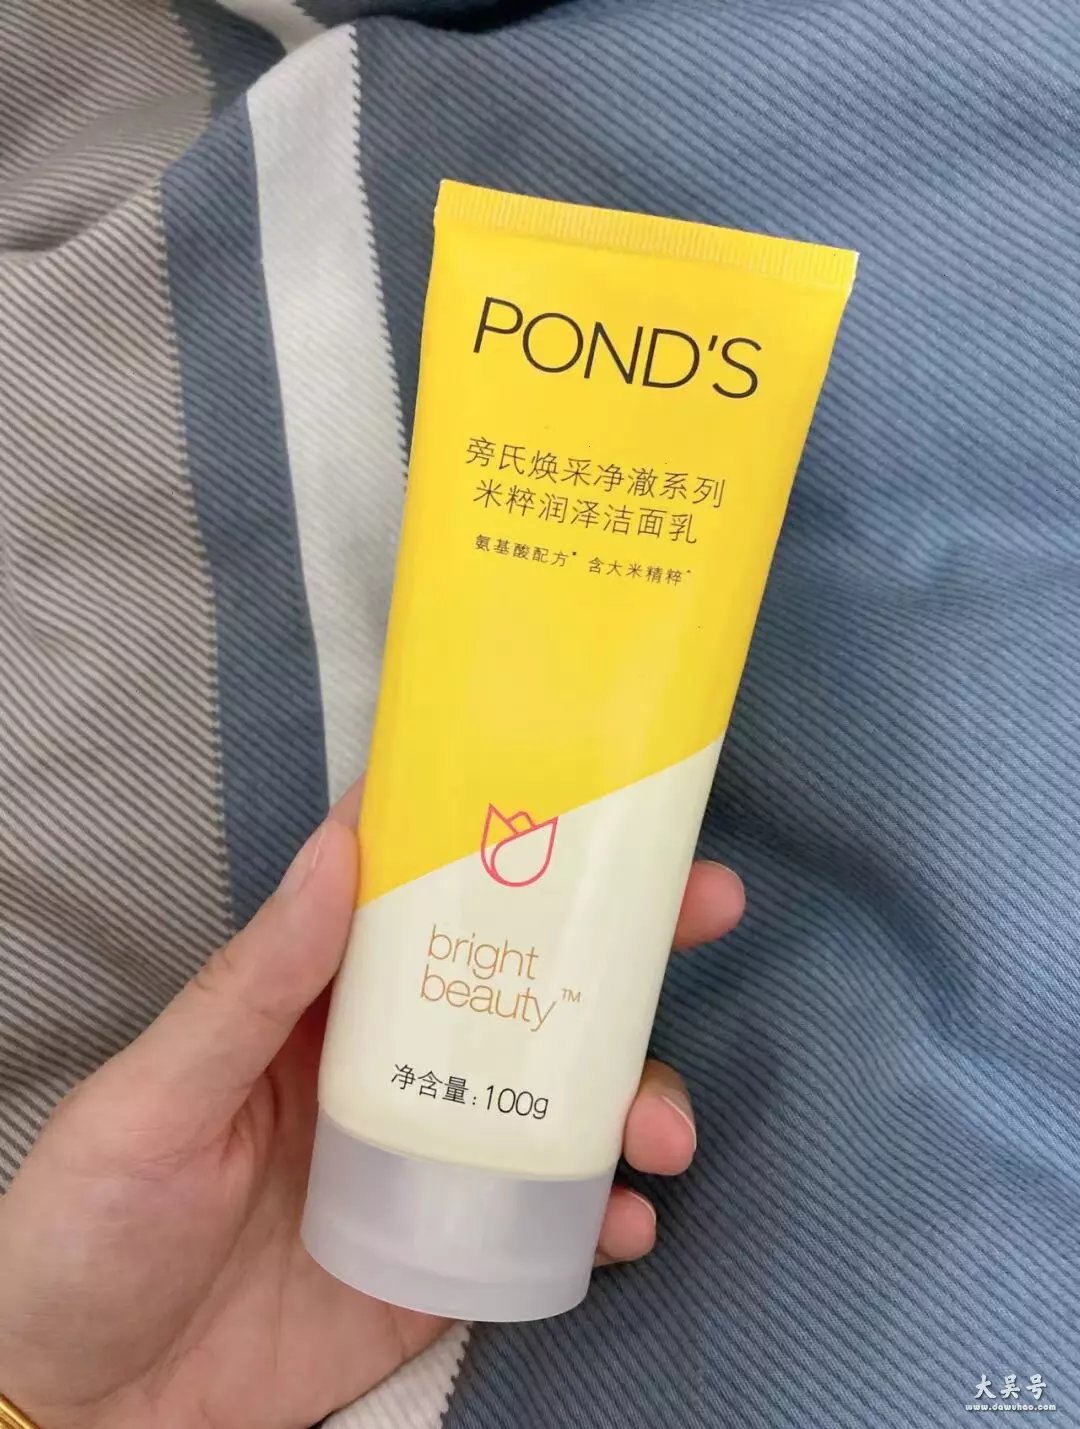 POND'S
旁氏焕采净澈系列
米粹润泽洁面乳
氨基酸配方* 含大米精粹^
bright
beauty™
净含量:100g
大吴号
www.dawuhao.com